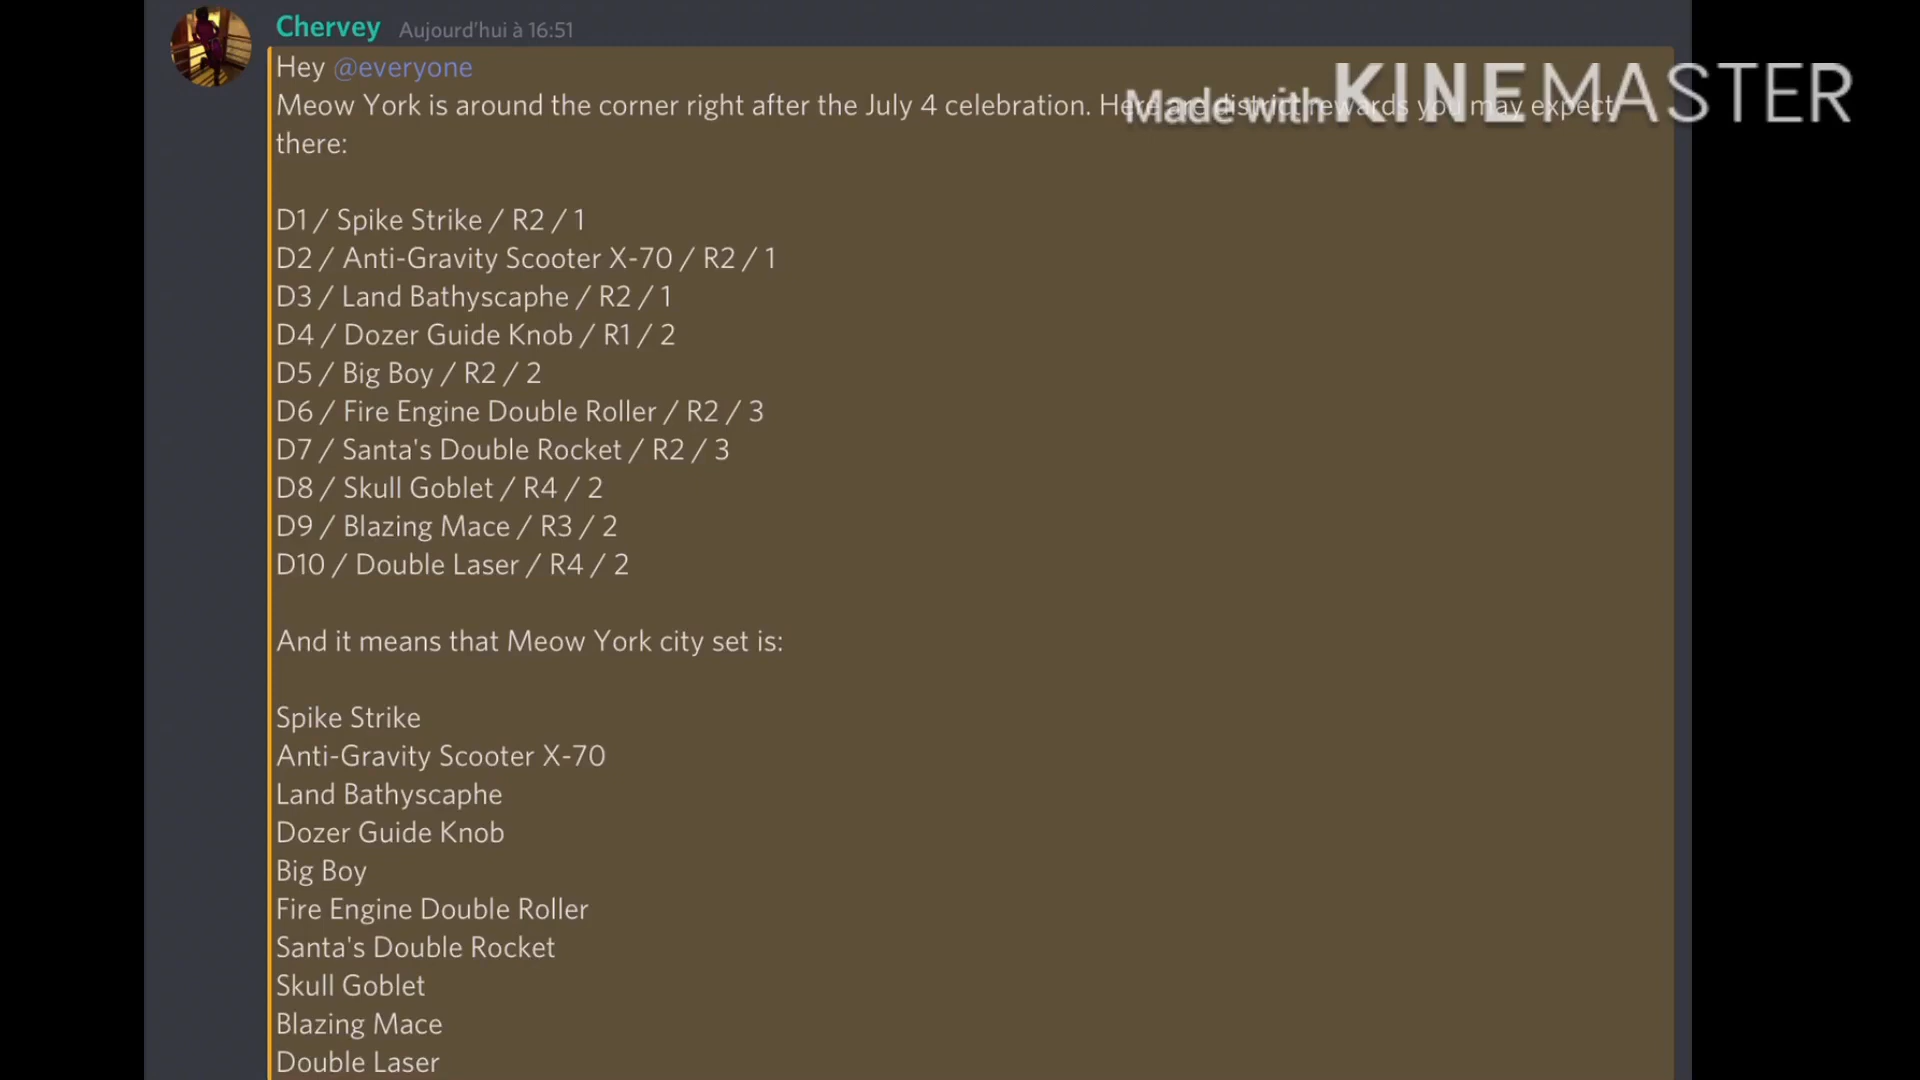 Chervey Aujourd'hui à 16:51
Hey @everyone
Meow York is around the corner right after the July 4 celebration. Here are district rewards you may expect
there:
Made with KINEMASTER
D1 / Spike Strike / R2 / 1
D2 / Anti-Gravity Scooter X-70 / R2 / 1
D3 / Land Bathyscaphe / R2 / 1
D4 / Dozer Guide Knob / R1 / 2
D5 / Big Boy / R2 / 2
D6 / Fire Engine Double Roller / R2 / 3
D7 / Santa's Double Rocket / R2 / 3
D8 / Skull Goblet / R4 / 2
D9 / Blazing Mace / R3 / 2
D10 / Double Laser / R4 / 2
And it means that Meow York city set is:
Spike Strike
Anti-Gravity Scooter X-70
Land Bathyscaphe
Dozer Guide Knob
Big Boy
Fire Engine Double Roller
Santa's Double Rocket
Skull Goblet
Blazing Mace
Double Laser